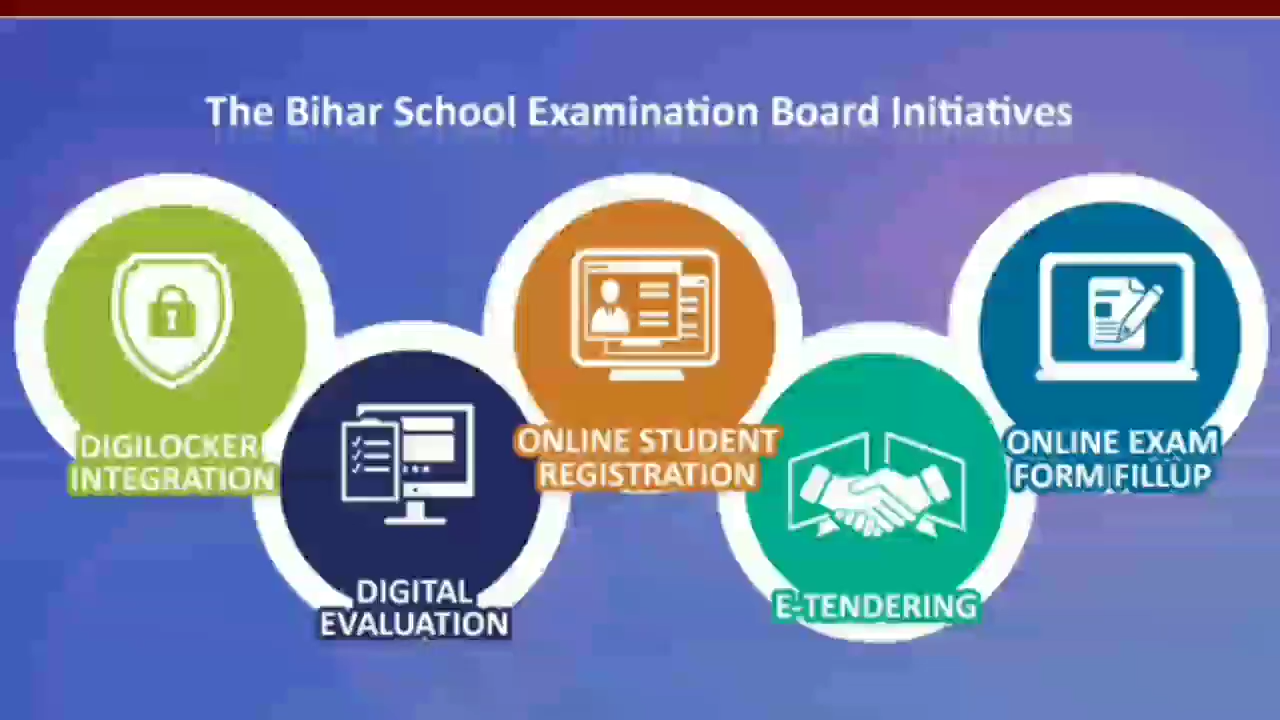 The Bihar School Examination Board Initiatives
DIGILOCKER
INTEGRATION
DIGITAL
EVALUATION
ONLINE STUDENT
REGISTRATION
E-TENDERING
ONLINE EXAM
FORM FILLUP